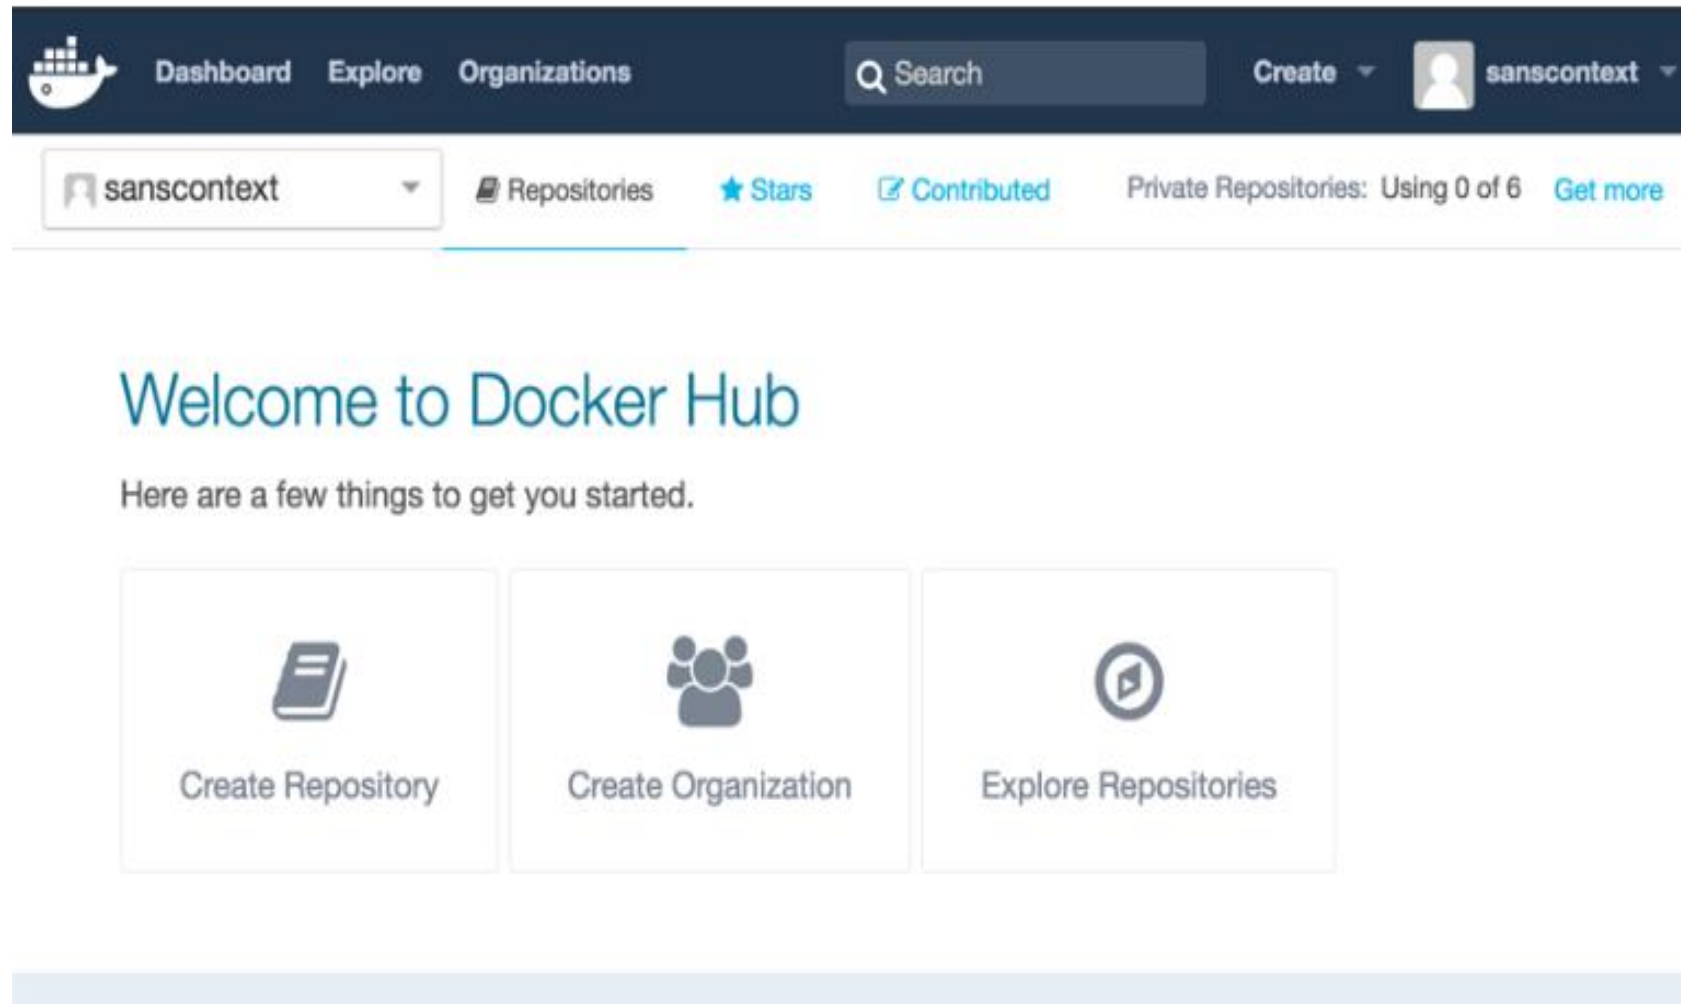 Dashboard Explore Organizations Search Create sanscontext
sanscontext Repositories Stars Contributed Private Repositories: Using 0 of 6 Get more
Welcome to Docker Hub
Here are a few things to get you started.
Create Repository Create Organization Explore Repositories